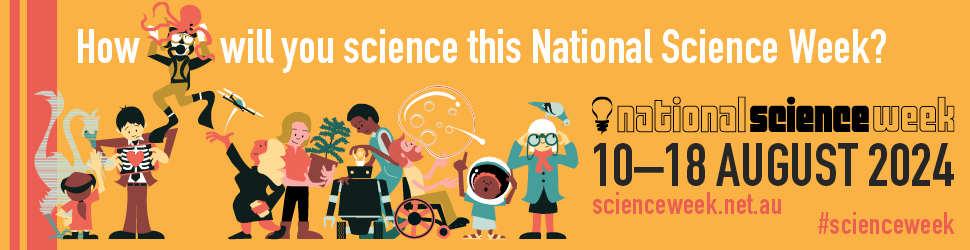 How will you science this National Science Week?
nationalscienceweek
10–18 AUGUST 2024
scienceweek.net.au
#scienceweek